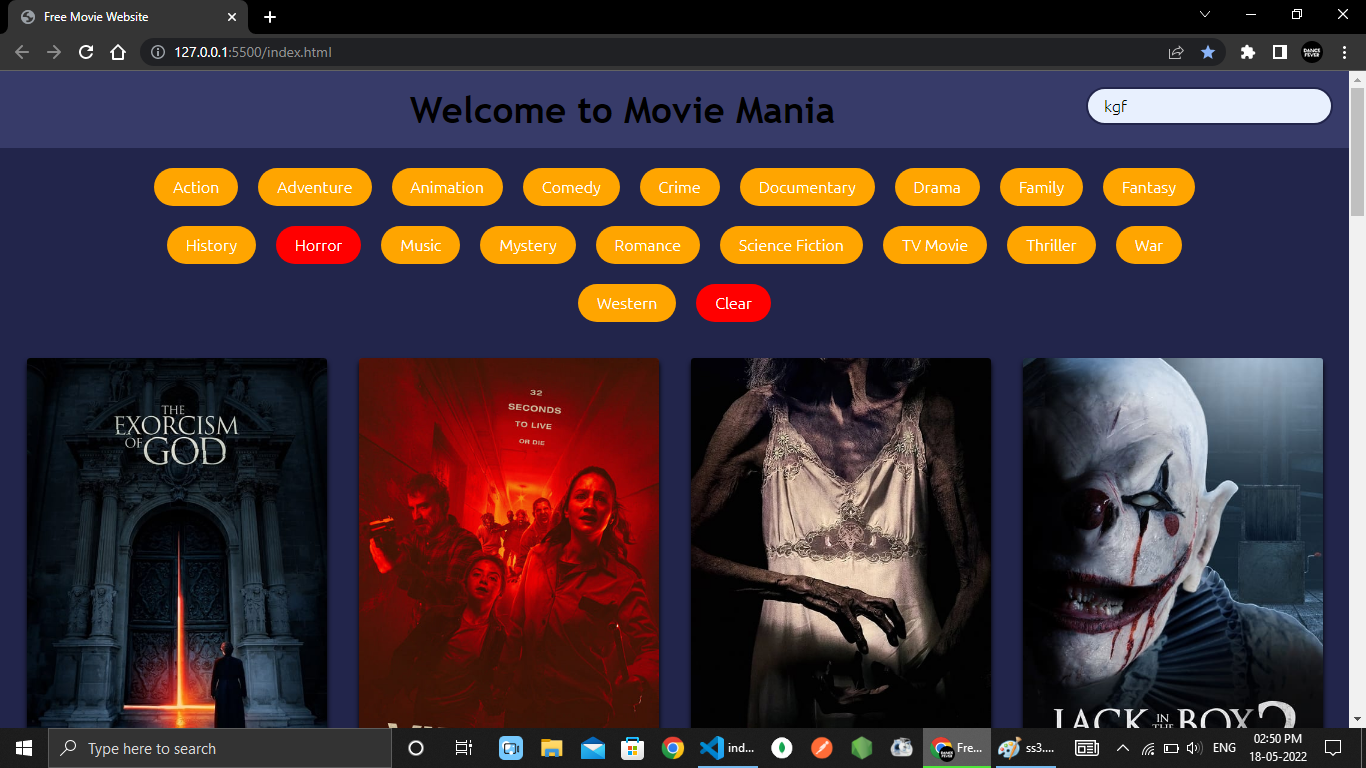 Free Movie Website
127.0.0.1:5500/index.html
DANCE
FEVER
Welcome to Movie Mania
kgf
Action Adventure Animation Comedy Crime Documentary Drama Family Fantasy
History Horror Music Mystery Romance Science Fiction TV Movie Thriller War
Western Clear
THE
EXORCISM
OF GOD
32
SECONDS
TO LIVE
OR DIE
JACK IN THE BOX 2
Type here to search
ind...
Fre...
ss3....
ENG
02:50 PM
18-05-2022